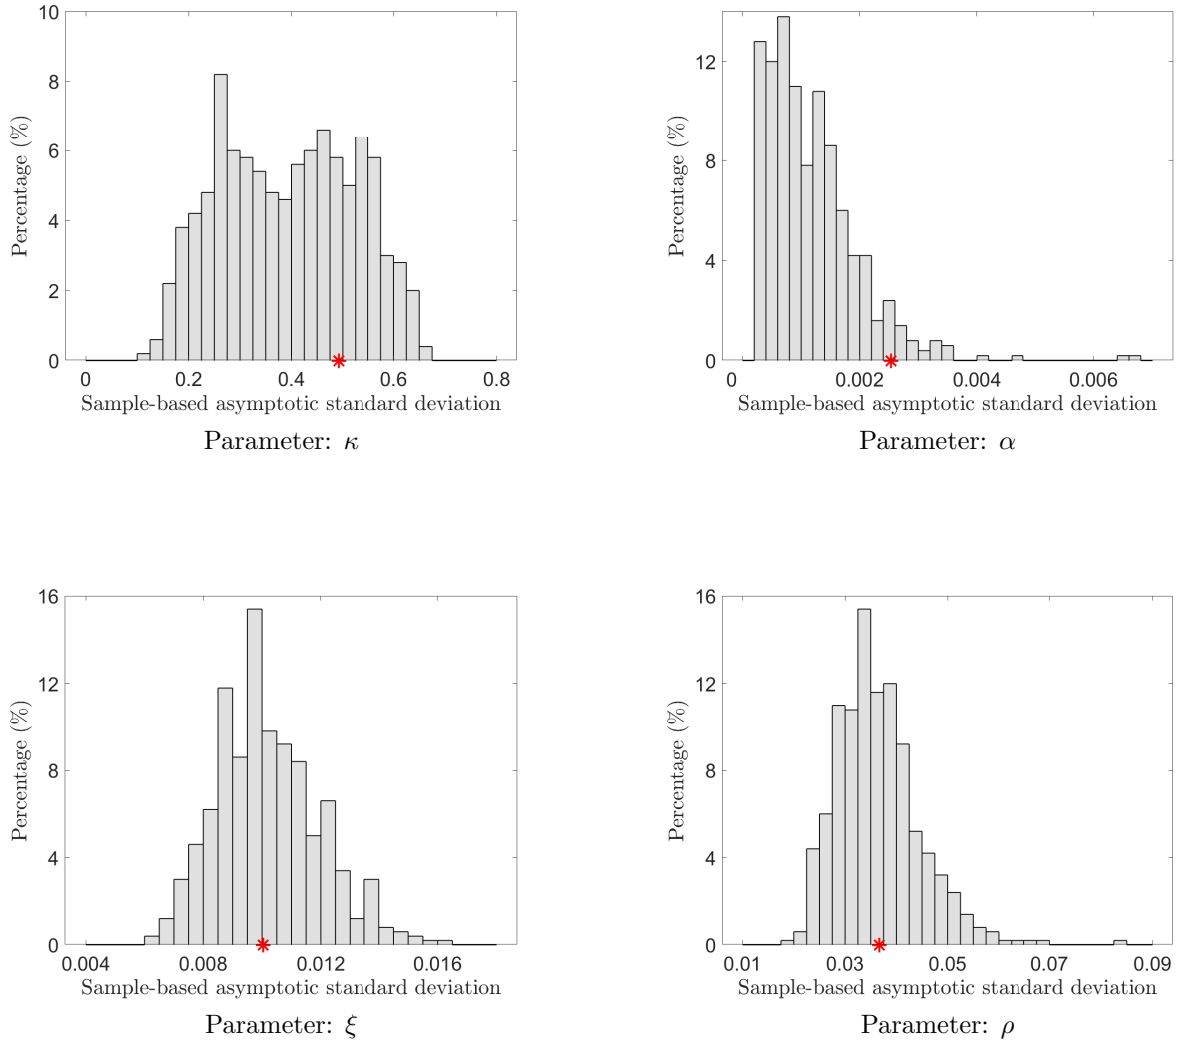 10
8
6
4
2
0
Percentage (%)
0 0.2 0.4 0.6 0.8
Sample-based asymptotic standard deviation
Parameter: κ
12
8
4
0
Percentage (%)
0 0.002 0.004 0.006
Sample-based asymptotic standard deviation
Parameter: α
16
12
8
4
0
Percentage (%)
0.004 0.008 0.012 0.016
Sample-based asymptotic standard deviation
Parameter: ξ
16
12
8
4
0
Percentage (%)
0.01 0.03 0.05 0.07 0.09
Sample-based asymptotic standard deviation
Parameter: ρ